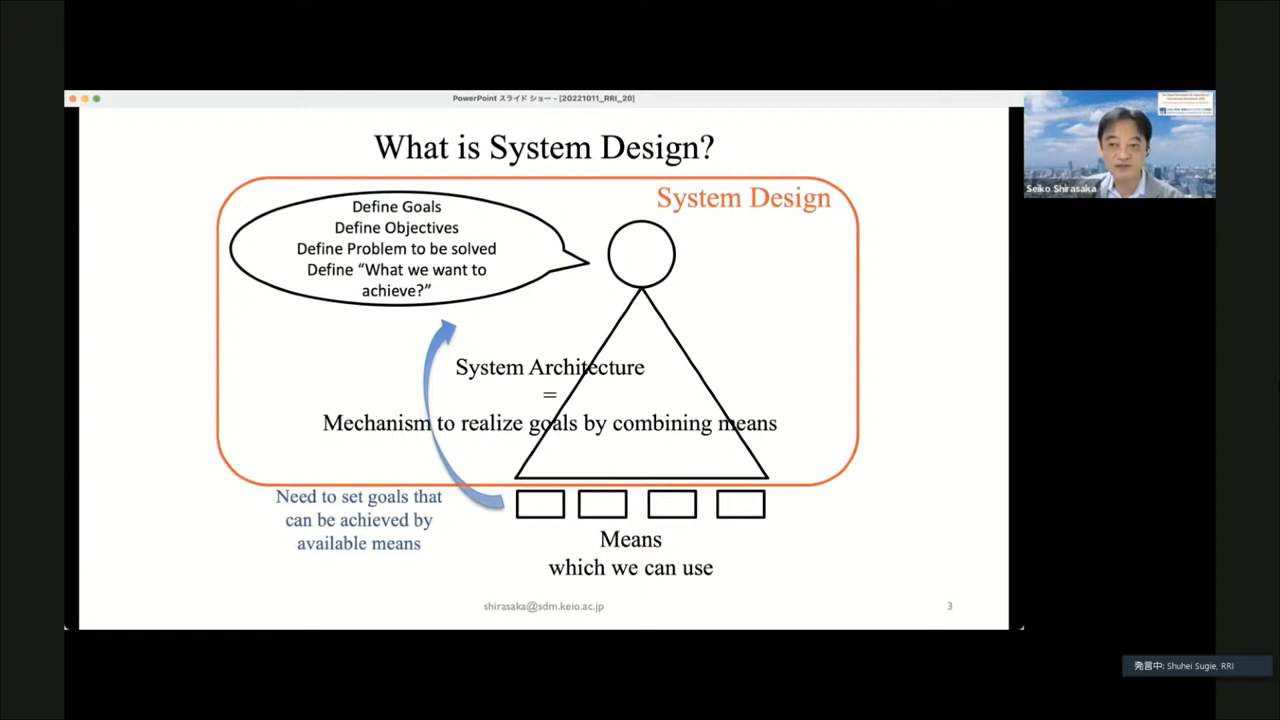 PowerPoint スライド ショー - [20221011_RRI_20]
What is System Design?
System Design
Define Goals
Define Objectives
Define Problem to be solved
Define “What we want to
achieve?”
System Architecture
=
Mechanism to realize goals by combining means
Need to set goals that
can be achieved by
available means
Means
which we can use
shirasaka@sdm.keio.ac.jp
3
Seiko Shirasaka
発言中: Shuhei Sugie, RRI